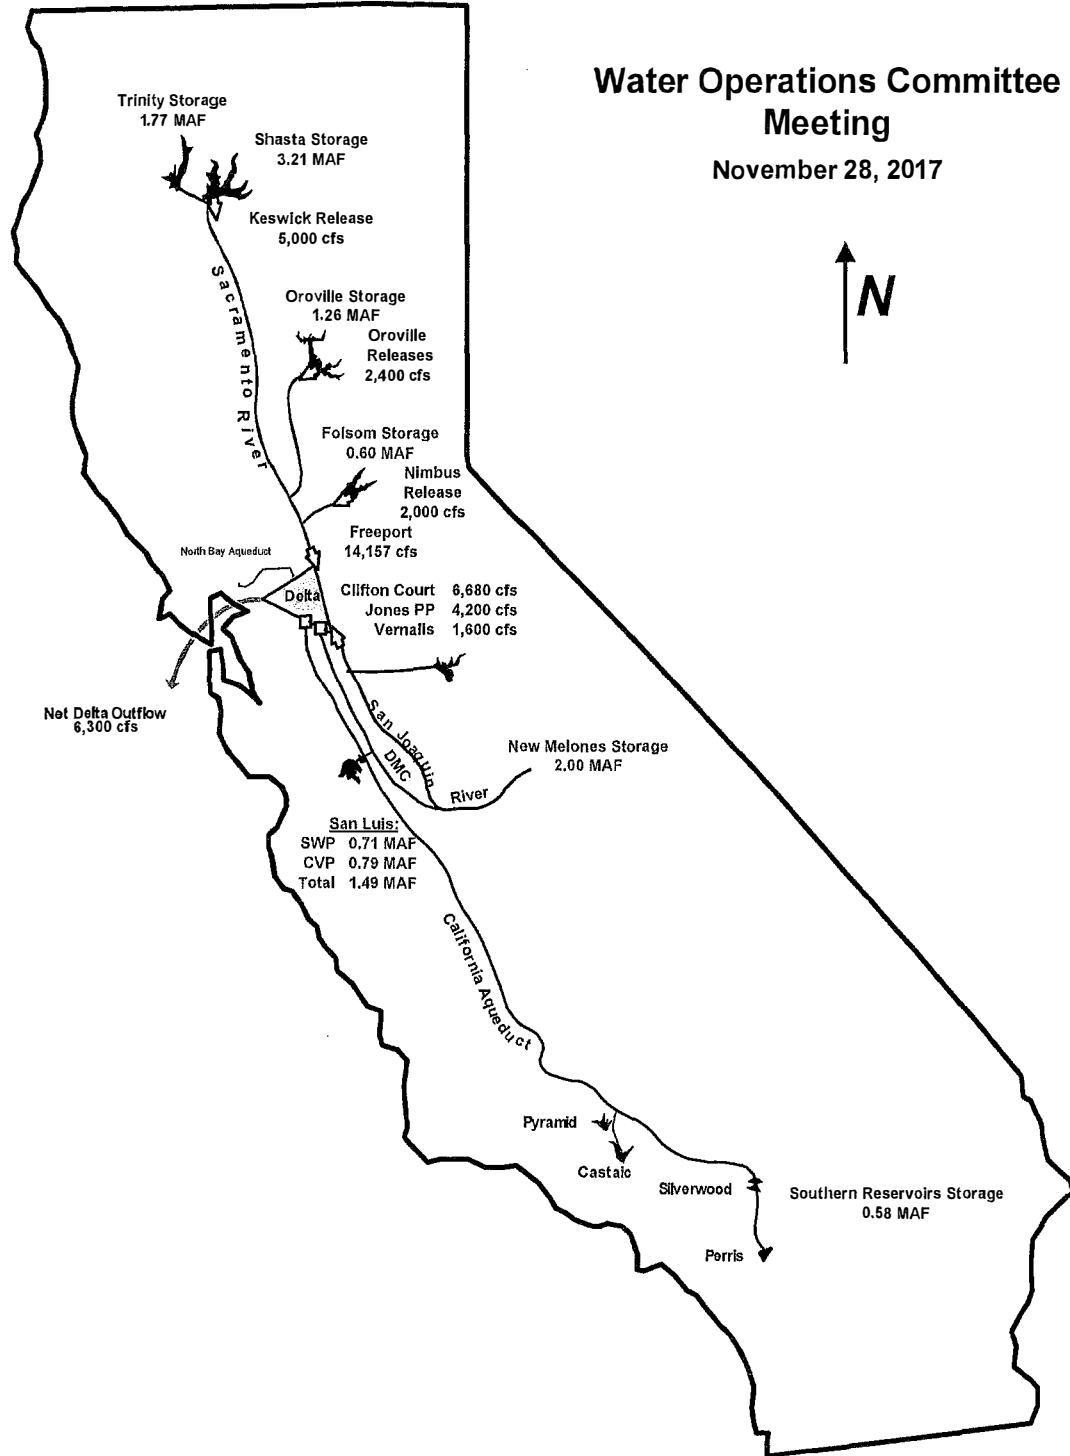 Water Operations Committee
Meeting
November 28, 2017
Trinity Storage
1.77 MAF
Shasta Storage
3.21 MAF
Keswick Release
5,000 cfs
N
Sacramento River
Oroville Storage
1.26 MAF
Oroville
Releases
2,400 cfs
Folsom Storage
0.60 MAF
Nimbus
Release
2,000 cfs
Freeport
14,157 cfs
North Bay Aqueduct
Delta
Clifton Court 6,680 cfs
Jones PP 4,200 cfs
Vernalis 1,600 cfs
Net Delta Outflow
6,300 cfs
San Joaquin
River
DMC
New Melones Storage
2.00 MAF
San Luis:
SWP 0.71 MAF
CVP 0.79 MAF
Total 1.49 MAF
California Aqueduct
Pyramid
Castaic
Silverwood
Southern Reservoirs Storage
0.58 MAF
Perris